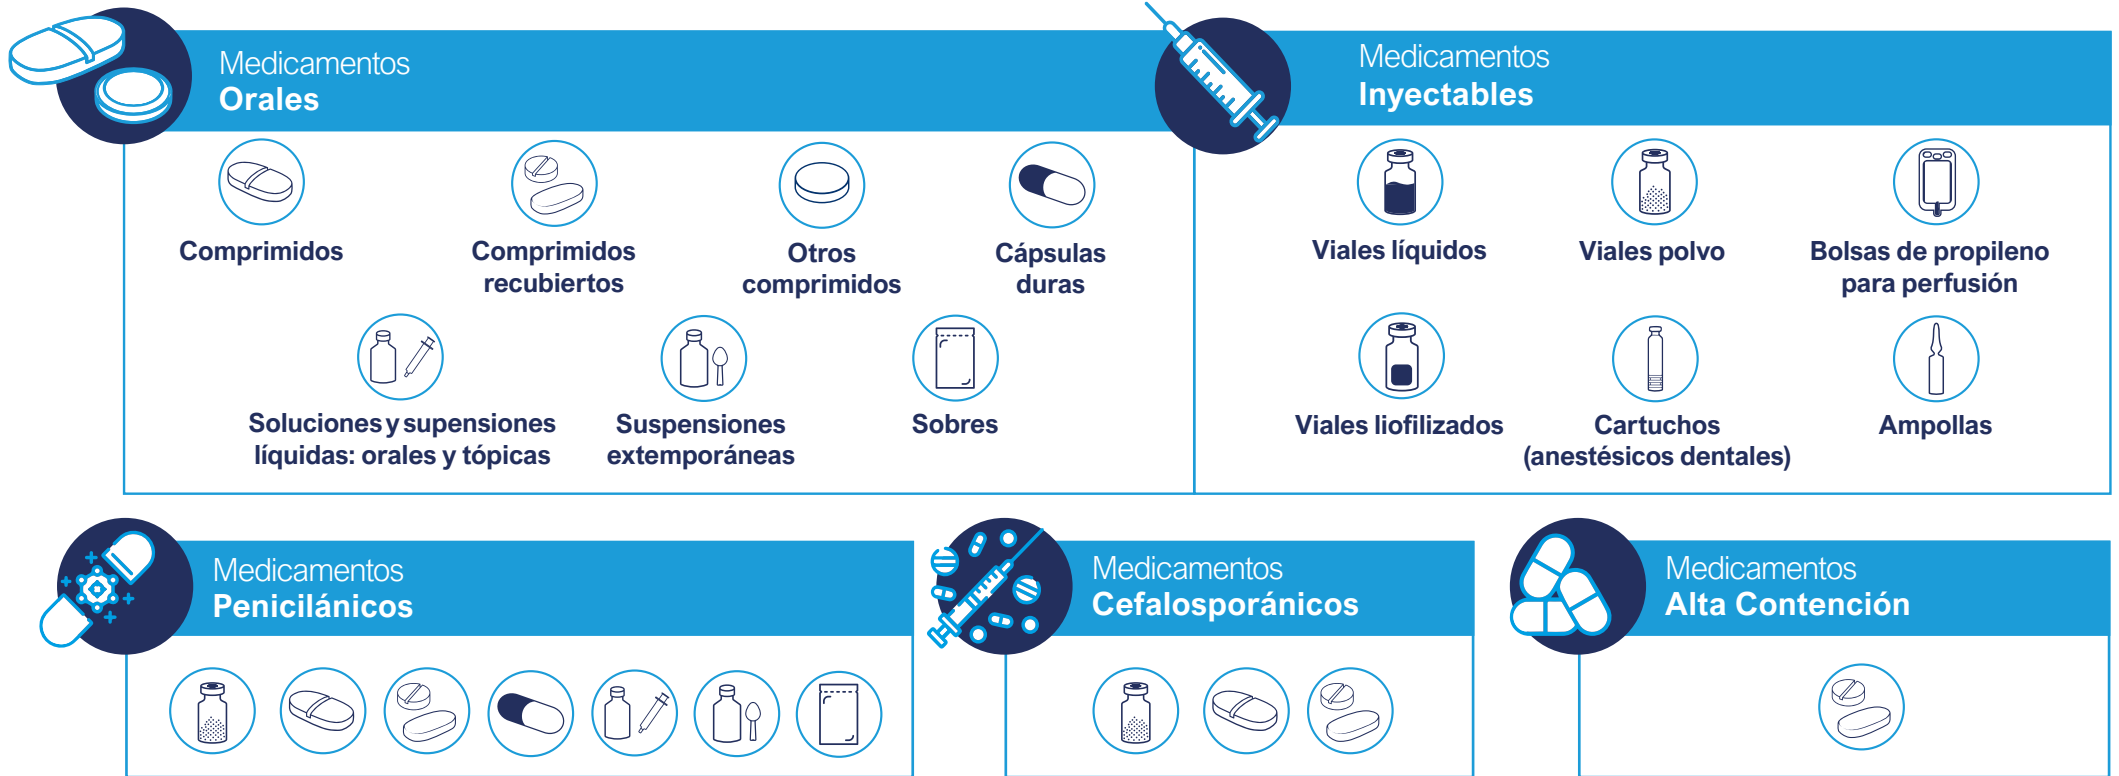 Medicamentos
Orales
Comprimidos
Comprimidos
recubiertos
Otros
comprimidos
Cápsulas
duras
Soluciones y supensiones
líquidas: orales y tópicas
Suspensiones
extemporáneas
Sobres
Medicamentos
Inyectables
Viales líquidos
Viales polvo
Bolsas de propileno
para perfusión
Viales liofilizados
Cartuchos
(anestésicos dentales)
Ampollas
Medicamentos
Penicilánicos
Medicamentos
Cefalosporánicos
Medicamentos
Alta Contención